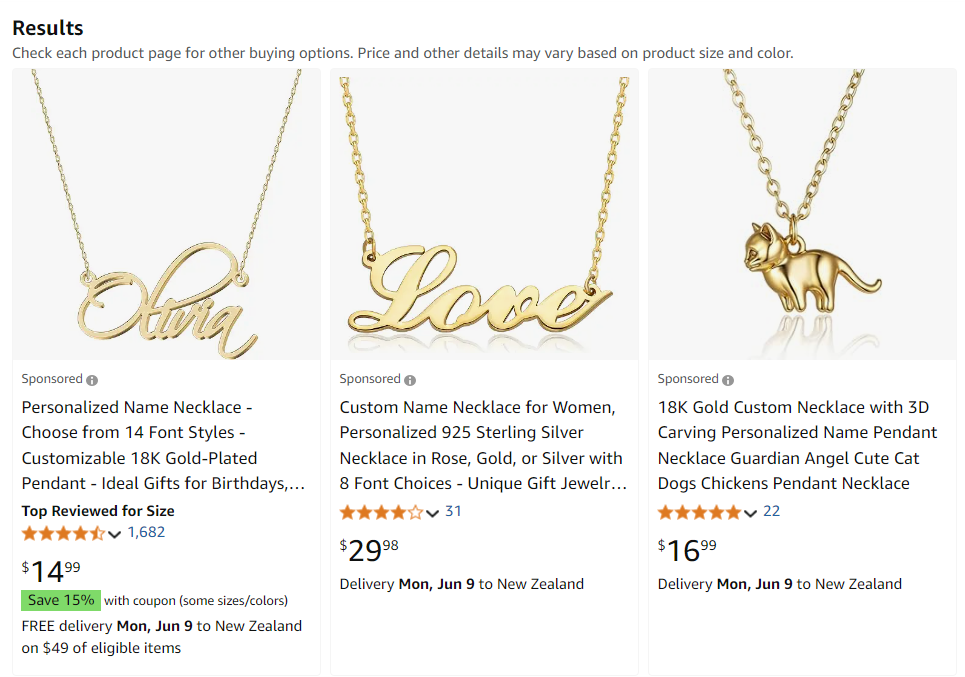 Results
Check each product page for other buying options. Price and other details may vary based on product size and color.
Olivia
Love
Sponsored
Personalized Name Necklace -
Choose from 14 Font Styles -
Customizable 18K Gold-Plated
Pendant - Ideal Gifts for Birthdays,...
Top Reviewed for Size
1,682
$14.99
Save 15% with coupon (some sizes/colors)
FREE delivery Mon, Jun 9 to New Zealand
on $49 of eligible items
Sponsored
Custom Name Necklace for Women,
Personalized 925 Sterling Silver
Necklace in Rose, Gold, or Silver with
8 Font Choices - Unique Gift Jewelr...
31
$29.98
Delivery Mon, Jun 9 to New Zealand
Sponsored
18K Gold Custom Necklace with 3D
Carving Personalized Name Pendant
Necklace Guardian Angel Cute Cat
Dogs Chickens Pendant Necklace
22
$16.99
Delivery Mon, Jun 9 to New Zealand